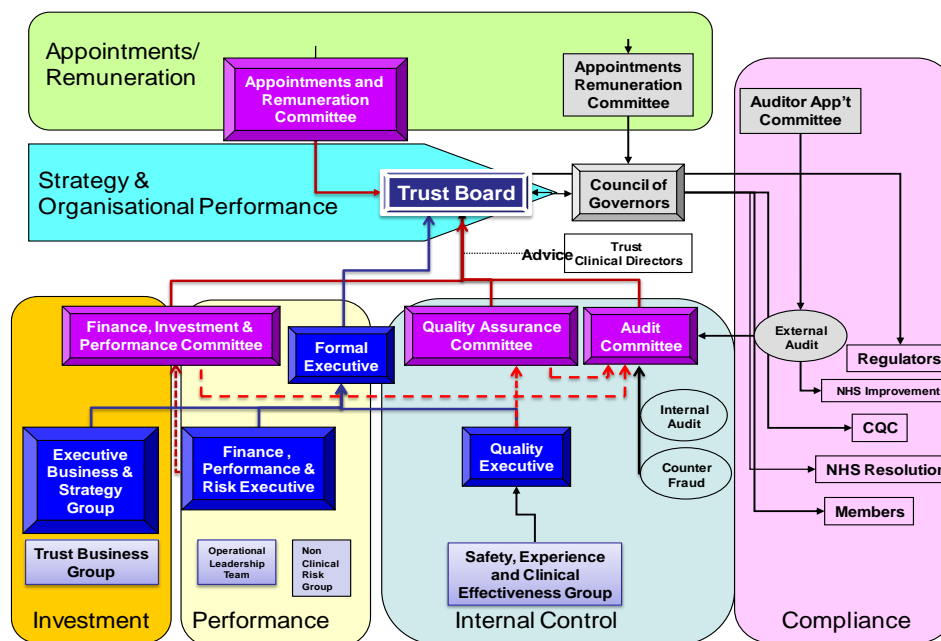 Appointments/
Remuneration
Appointments and
Remuneration
Committee
Appointments
Remuneration
Committee
Auditor App't
Committee
Strategy &
Organisational Performance
Trust Board
Council of
Governors
Advice
Trust
Clinical Directors
Finance, Investment &
Performance Committee
Formal
Executive
Quality Assurance
Committee
Audit
Committee
External
Audit
Regulators
NHS Improvement
CQC
NHS Resolution
Members
Internal
Audit
Counter
Fraud
Executive
Business &
Strategy
Group
Finance ,
Performance &
Risk Executive
Quality
Executive
Trust Business
Group
Operational
Leadership
Team
Non
Clinical
Risk
Group
Safety, Experience
and Clinical
Effectiveness Group
Investment
Performance
Internal Control
Compliance